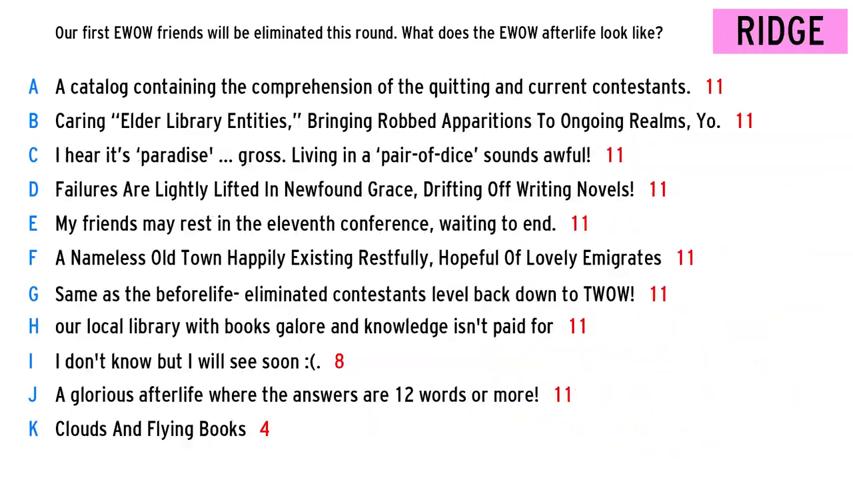 Our first EWOW friends will be eliminated this round. What does the EWOW afterlife look like?
RIDGE
A A catalog containing the comprehension of the quitting and current contestants. 11
B Caring “Elder Library Entities,” Bringing Robbed Apparitions To Ongoing Realms, Yo. 11
C I hear it’s ‘paradise' ... gross. Living in a ‘pair-of-dice’ sounds awful! 11
D Failures Are Lightly Lifted In Newfound Grace, Drifting Off Writing Novels! 11
E My friends may rest in the eleventh conference, waiting to end. 11
F A Nameless Old Town Happily Existing Restfully, Hopeful Of Lovely Emigrates 11
G Same as the beforelife- eliminated contestants level back down to TWOW! 11
H our local library with books galore and knowledge isn't paid for 11
I I don't know but I will see soon :(. 8
J A glorious afterlife where the answers are 12 words or more! 11
K Clouds And Flying Books 4